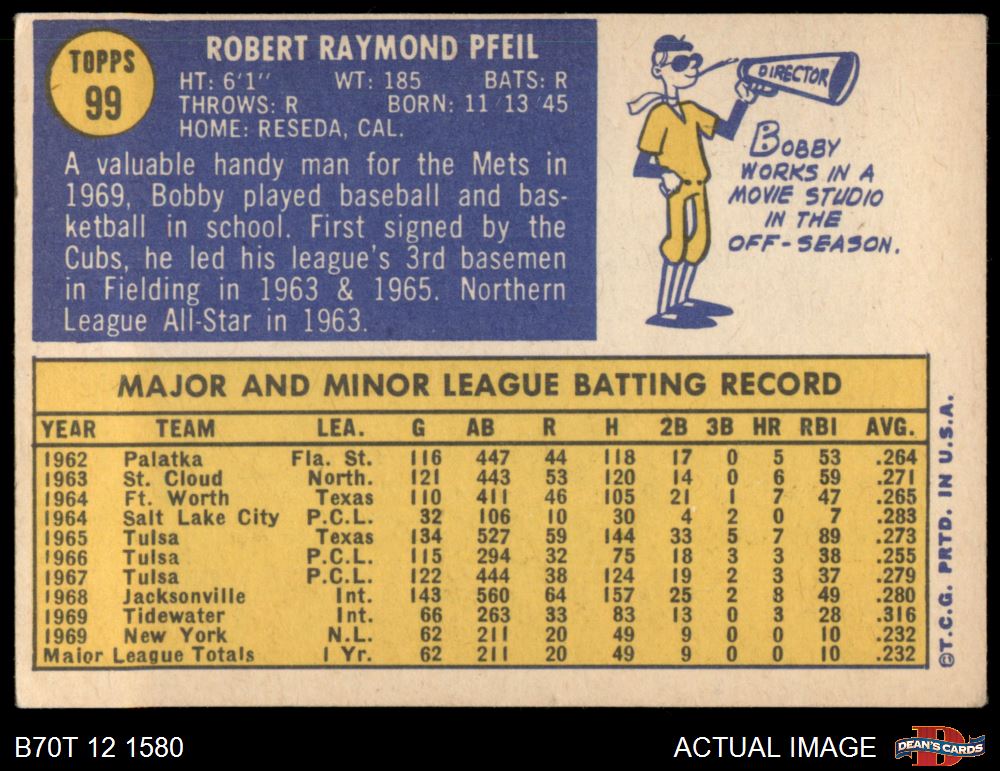 TOPPS
99
ROBERT RAYMOND PFEIL
HT: 6'1" WT: 185 BATS: R
THROWS: R BORN: 11 13 45
HOME: RESEDA, CAL.
A valuable handy man for the Mets in
1969, Bobby played baseball and bas-
ketball in school. First signed by the
Cubs, he led his league's 3rd basemen
in Fielding in 1963 & 1965. Northern
League All-Star in 1963.
DIRECTOR
BOBBY
WORKS IN A
MOVIE STUDIO
IN THE
OFF-SEASON.
MAJOR AND MINOR LEAGUE BATTING RECORD
YEAR TEAM LEA. G AB R H 2B 3B HR RBI AVG.
1962 Palatka Fla. St. 116 447 44 118 17 0 5 53 .264
1963 St. Cloud North. 121 443 53 120 14 0 6 59 .271
1964 Ft. Worth Texas 110 411 46 105 21 1 7 47 .265
1964 Salt Lake City P.C.L. 32 106 10 30 4 2 0 7 .283
1965 Tulsa Texas 134 527 59 144 33 5 7 89 .273
1966 Tulsa P.C.L. 115 294 32 75 18 3 3 38 .255
1967 Tulsa P.C.L. 122 444 38 124 19 2 3 37 .279
1968 Jacksonville Int. 143 560 64 157 25 2 8 49 .280
1969 Tidewater Int. 66 263 33 83 13 0 3 28 .316
1969 New York N.L. 62 211 20 49 9 0 0 10 .232
Major League Totals 1 Yr. 62 211 20 49 9 0 0 10 .232
©T.C.G. PRTD. IN U.S.A.
B70T 12 1580
ACTUAL IMAGE
DEAN'S CARDS